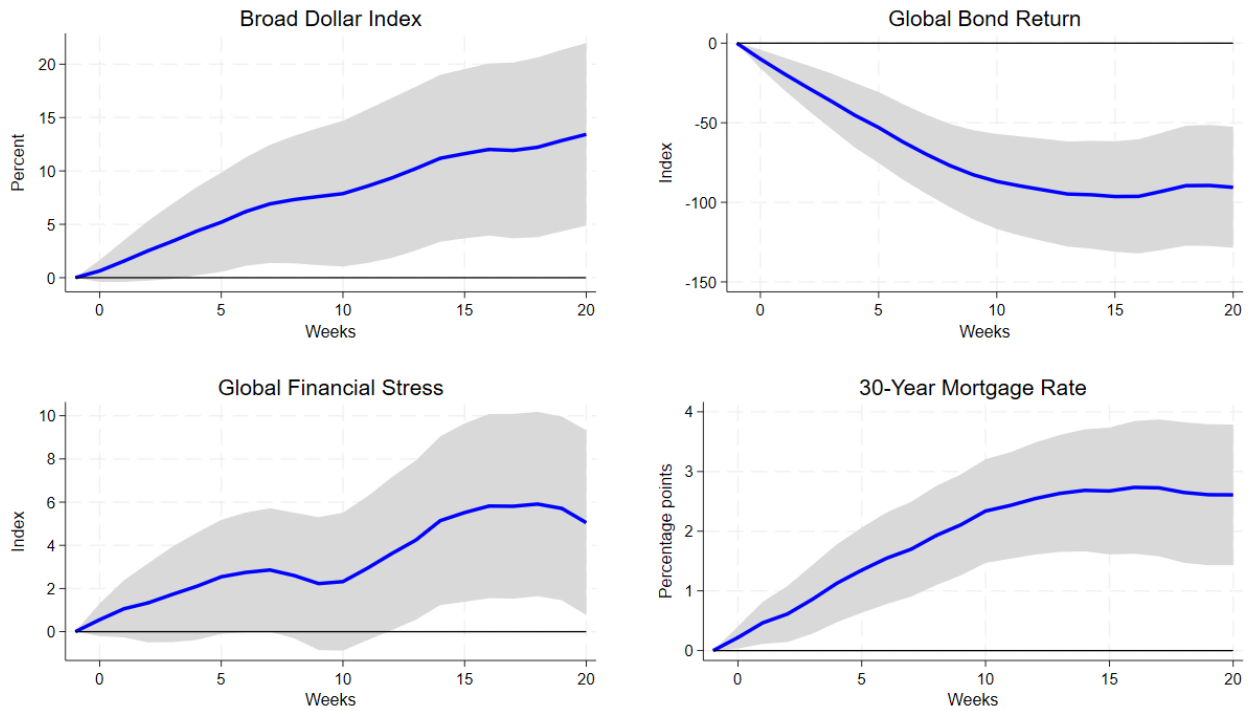 Broad Dollar Index
Percent
20
15
10
5
0
0 5 10 15 20
Weeks
Global Bond Return
Index
0
-50
-100
-150
0 5 10 15 20
Weeks
Global Financial Stress
Index
10
8
6
4
2
0
0 5 10 15 20
Weeks
30-Year Mortgage Rate
Percentage points
4
3
2
1
0
0 5 10 15 20
Weeks